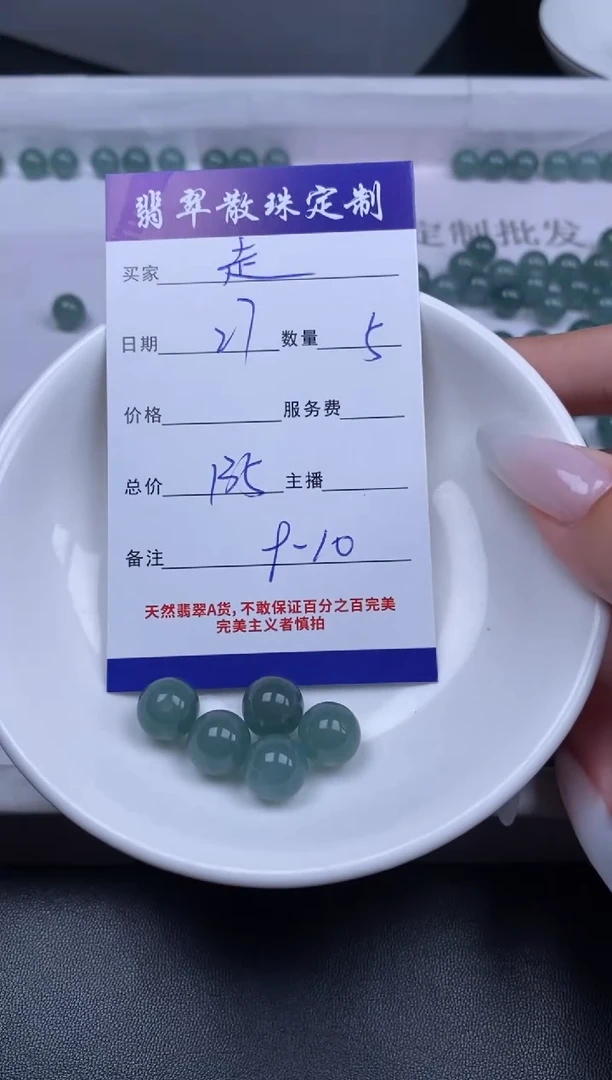 翡翠散珠定制
买家 走
日期 27 数量 5
价格 服务费
总价 135 主播
备注 9-10
天然翡翠A货,不敢保证百分之百完美
完美主义者慎拍
定制批发